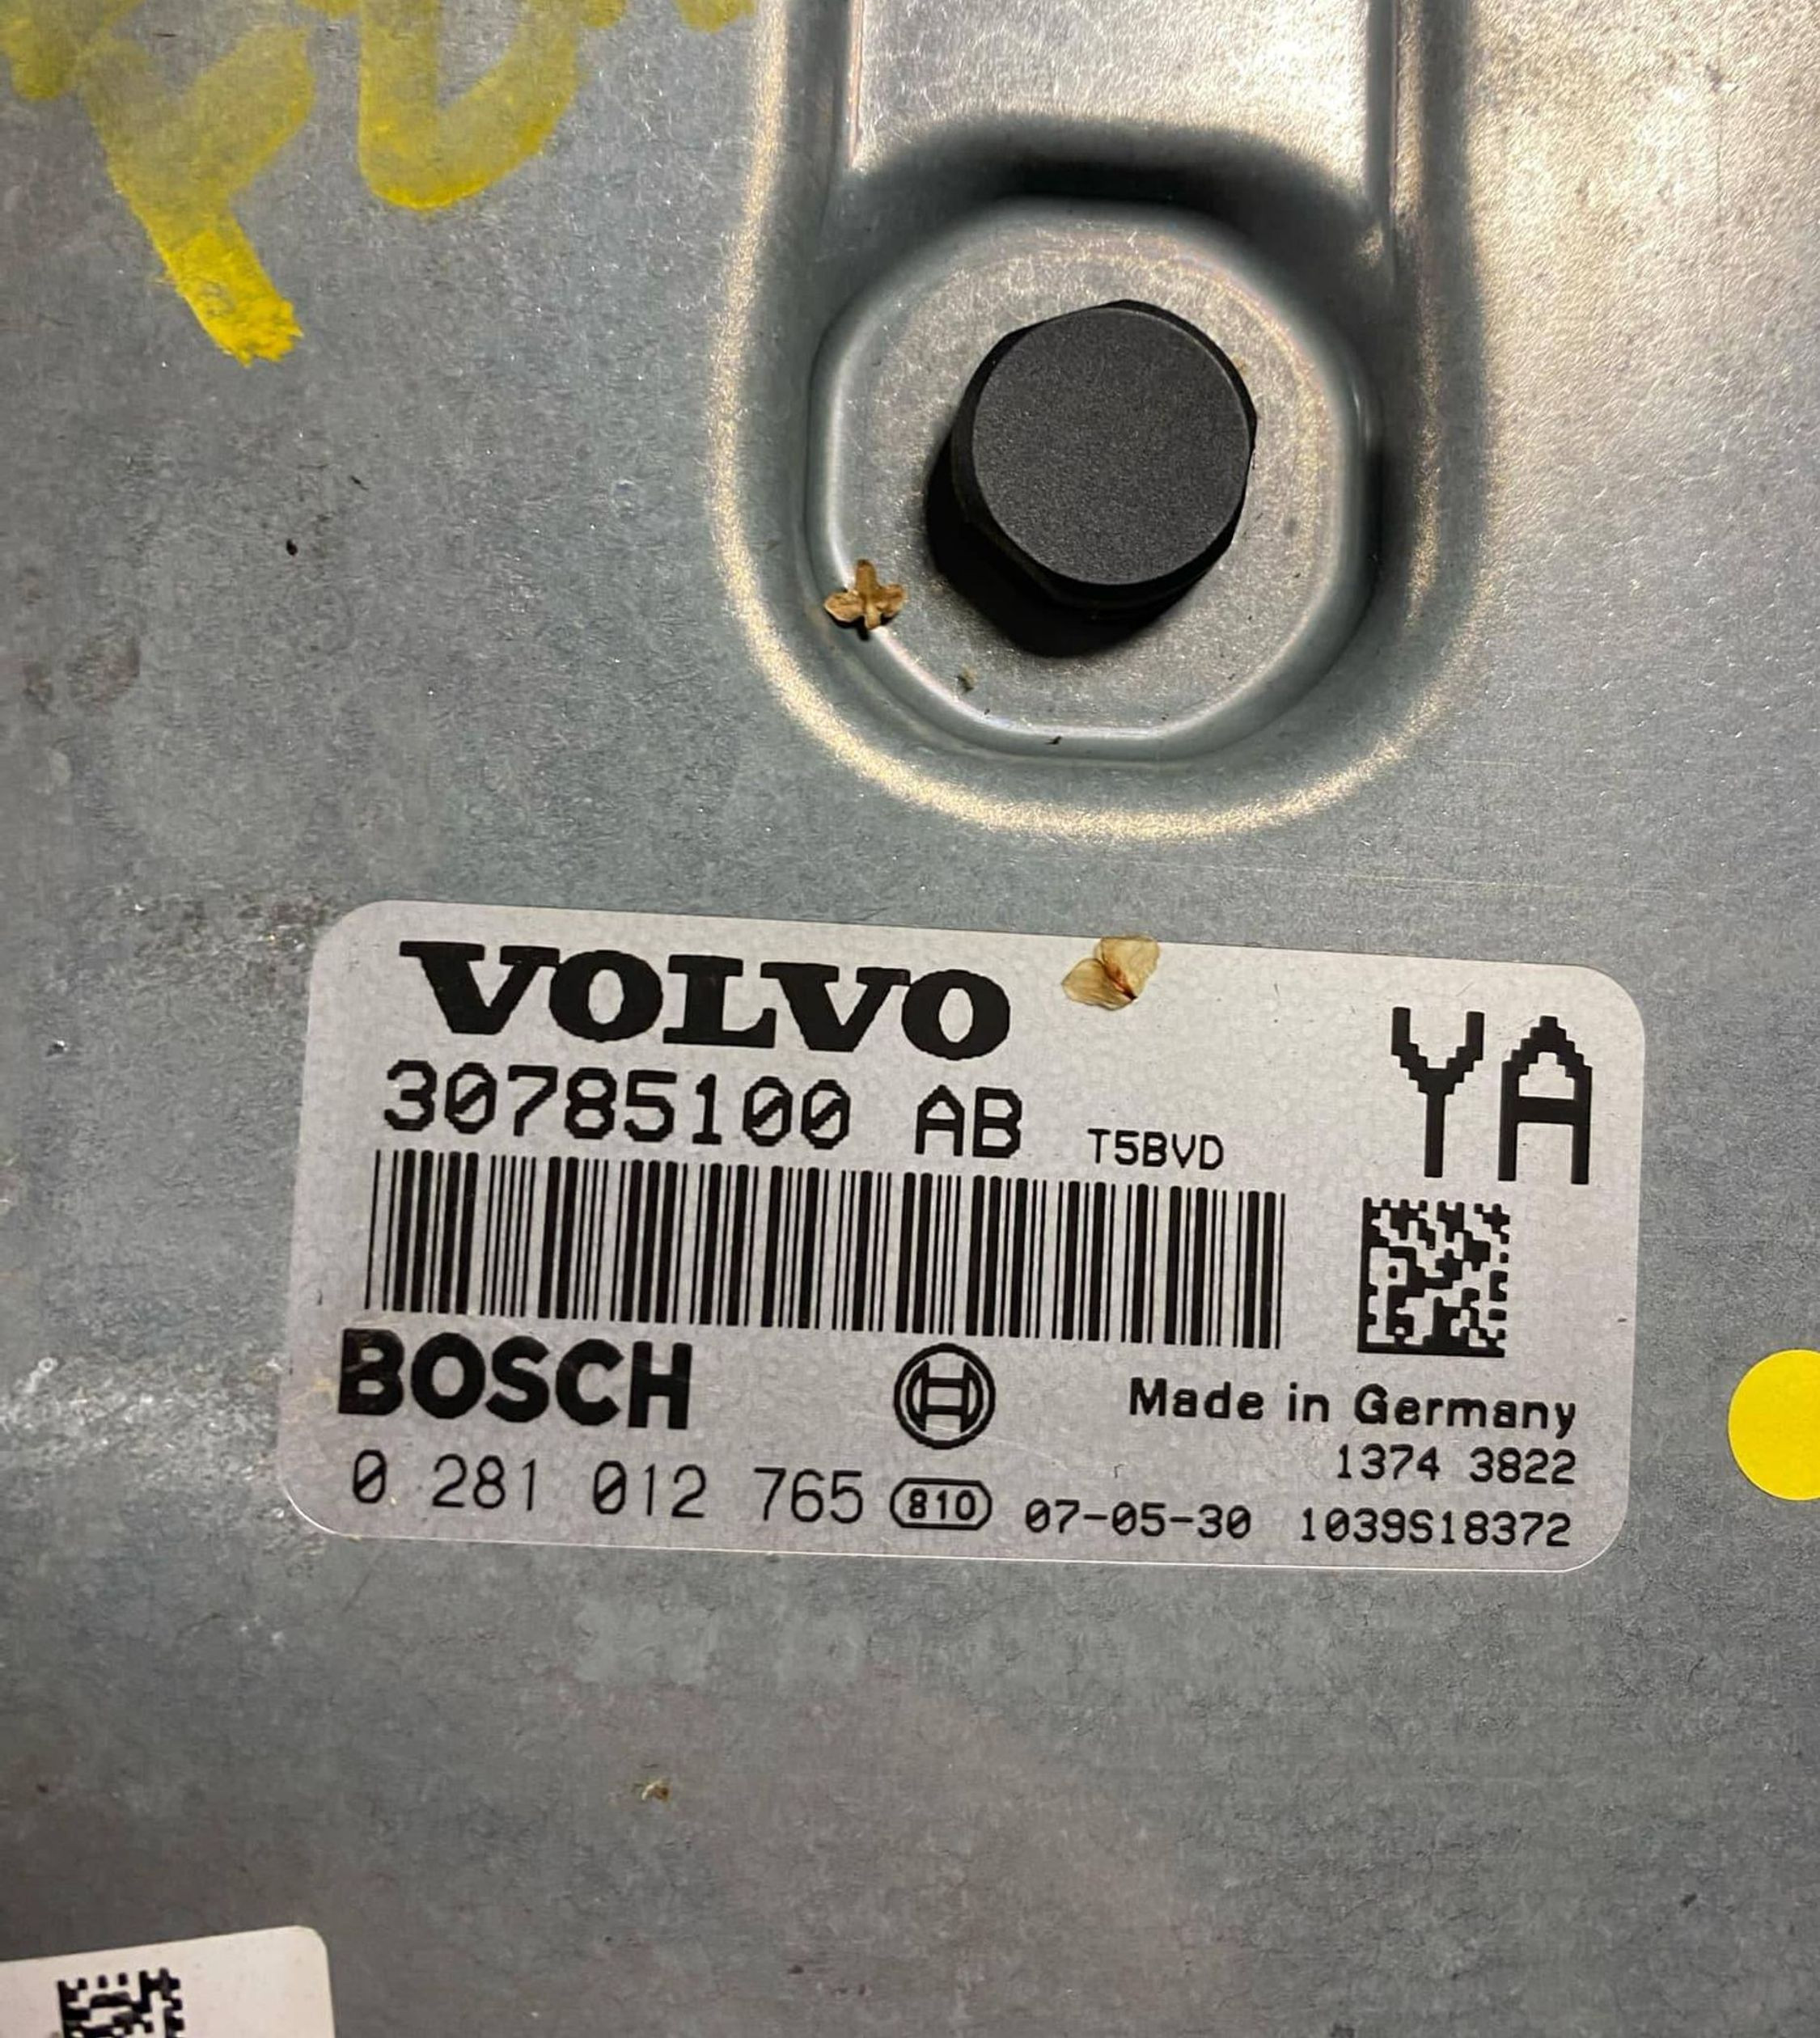 VOLVO
30785100 AB T5BVD
YA
BOSCH
Made in Germany
1374 3822
0 281 012 765 810 07-05-30 1039S18372